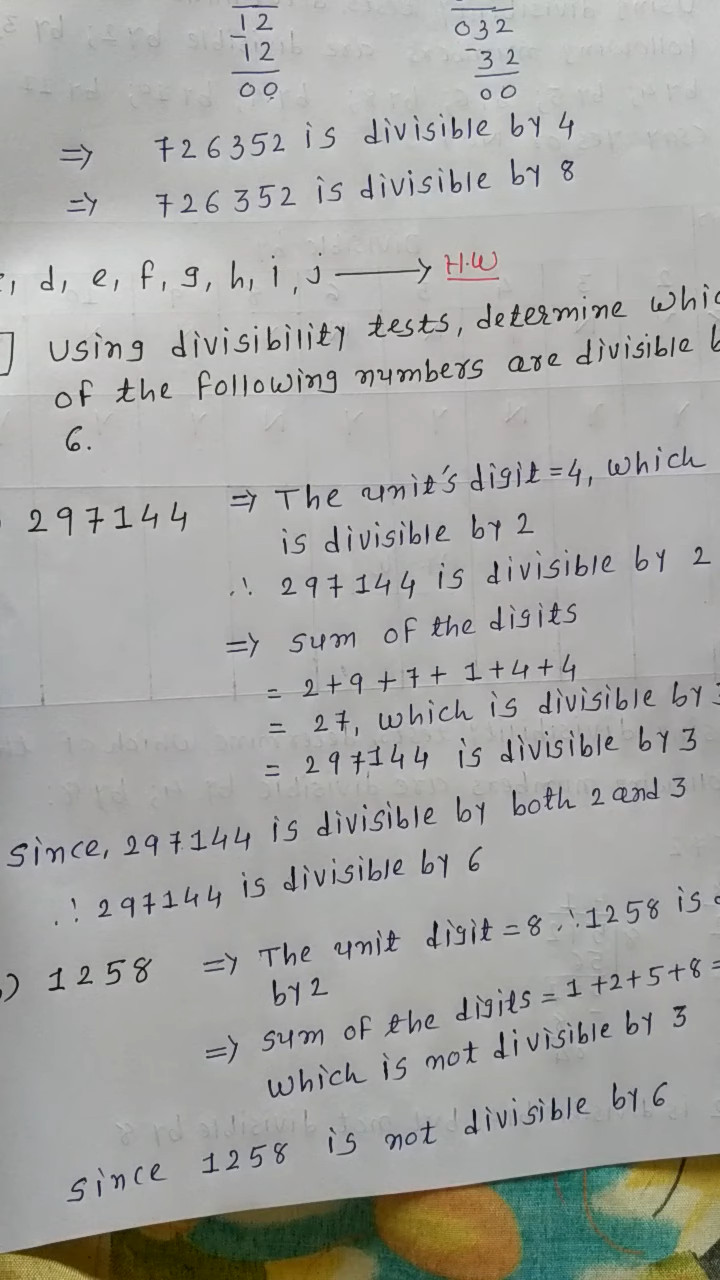 12
12
00
032
-32
00
=> 726352 is divisible by 4
=> 726352 is divisible by 8
, d, e, f, g, h, i, j → H.W
] Using divisibility tests, determine whic
of the following numbers are divisible b
6.
297144 => The unit's digit = 4, which
is divisible by 2
∴ 297144 is divisible by 2
=> sum of the digits
= 2+9+7+1+4+4
= 27, which is divisible by 3
= 297144 is divisible by 3
Since, 297144 is divisible by both 2 and 3
∴ 297144 is divisible by 6
) 1258 => The unit digit = 8 ∴ 1258 is d
by 2
=> sum of the digits = 1+2+5+8 =
which is not divisible by 3
since 1258 is not divisible by 6